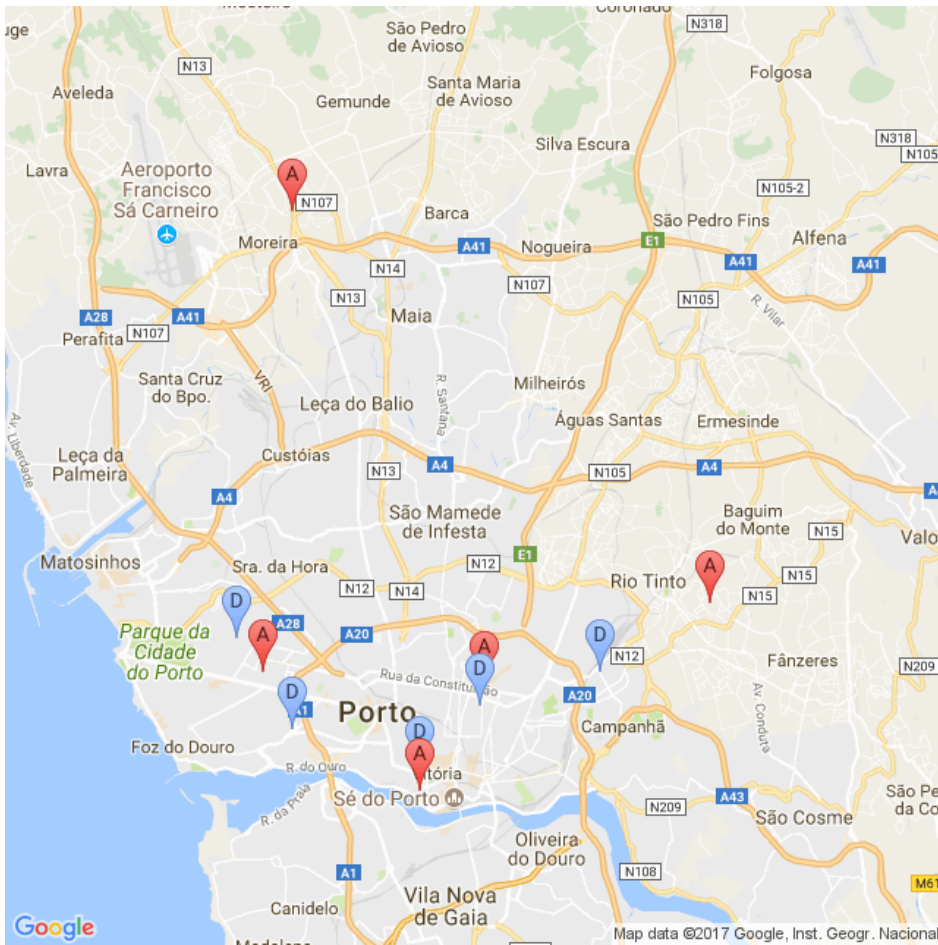 Coronado
N318
São Pedro
de Avioso
N13
Folgosa
Aveleda
Santa Maria
de Avioso
Gemunde
N318
Silva Escura
N105
Lavra
Aeroporto
Francisco
Sá Carneiro
A
N107
N105-2
Barca
São Pedro Fins
Moreira
A41
Nogueira
E1
Alfena
A41
A41
N14
N107
N13
N105
R. Vilar
A28
A41
Maia
N107
Perafita
Santa Cruz
do Bpo.
VRI
Milheirós
R. Santana
Leça do Balio
Av. Liberdade
Águas Santas
Ermesinde
Leça da
Palmeira
Custóias
N13
A4
N105
A4
A4
São Mamede
de Infesta
Baguim
do Monte
N15
Matosinhos
Sra. da Hora
E1
N12
Rio Tinto
A
N15
N12
N14
N15
D
A28
A20
D
Parque da
Cidade
do Porto
A
A
N12
Fânzeres
N209
Rua da Constituição
D
D
A1
A20
Porto
Campanhã
Av. Conduta
Foz do Douro
D
A
R. do Ouro
Sé do Porto
A43
N209
R. da Praia
São Cosme
Oliveira
do Douro
A1
N108
Vila Nova
de Gaia
M61
Canidelo
Google
Map data ©2017 Google, Inst. Geogr. Nacional